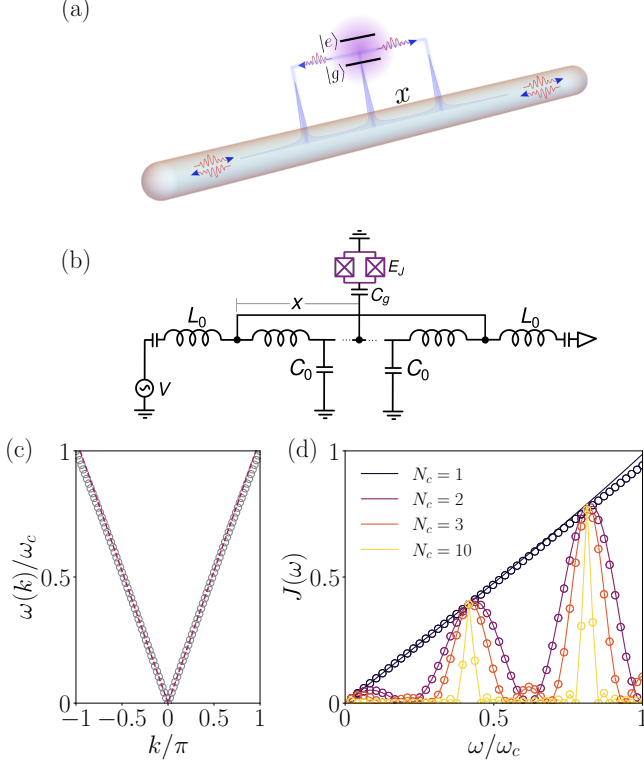 (a)
|e⟩
|g⟩
x
(b)
E_J
C_g
x
L_0
L_0
C_0
C_0
V
(c)
(d)
1
0.5
0
ω(k)/ω_c
−1 −0.5 0 0.5 1
k/π
1
0.5
0
J(ω)
N_c = 1
N_c = 2
N_c = 3
N_c = 10
0 0.5 1
ω/ω_c